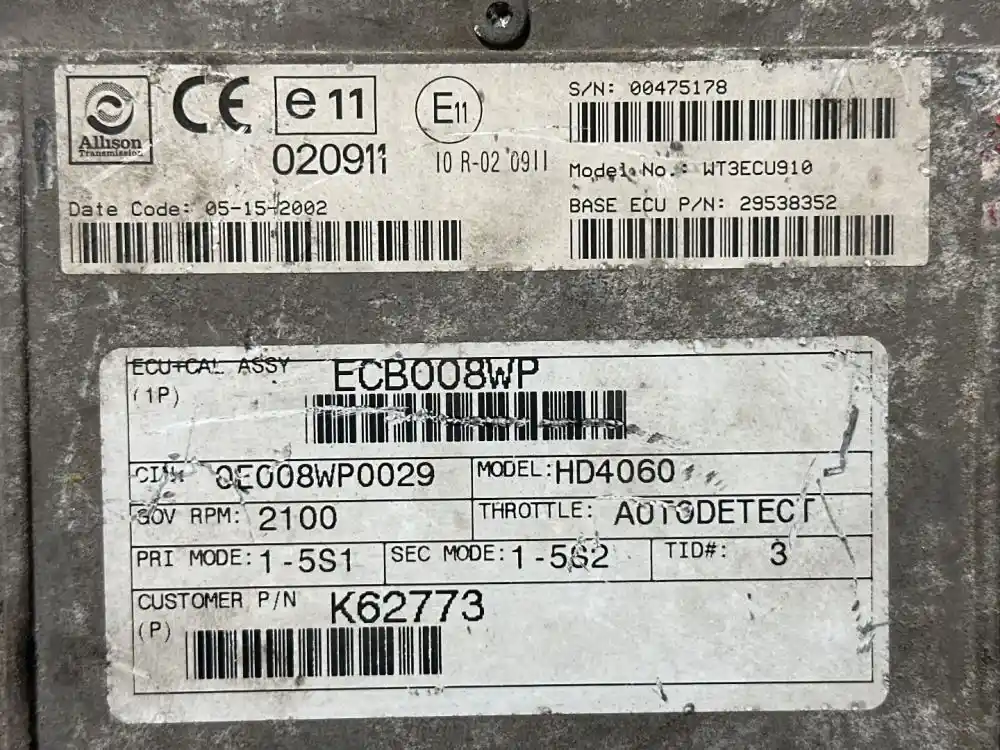 Allison
Transmission
CE
e11
020911
E11
10 R-02 0911
S/N: 00475178
Model No.: WT3ECU910
BASE ECU P/N: 29538352
Date Code: 05-15-2002
ECU+CAL ASSY
(1P)
ECB008WP
0E008WP0029
MODEL: HD4060
GOV RPM: 2100
THROTTLE: AUTODETECT
PRI MODE: 1-5S1
SEC MODE: 1-5S2
TID#: 3
CUSTOMER P/N
(P)
K62773